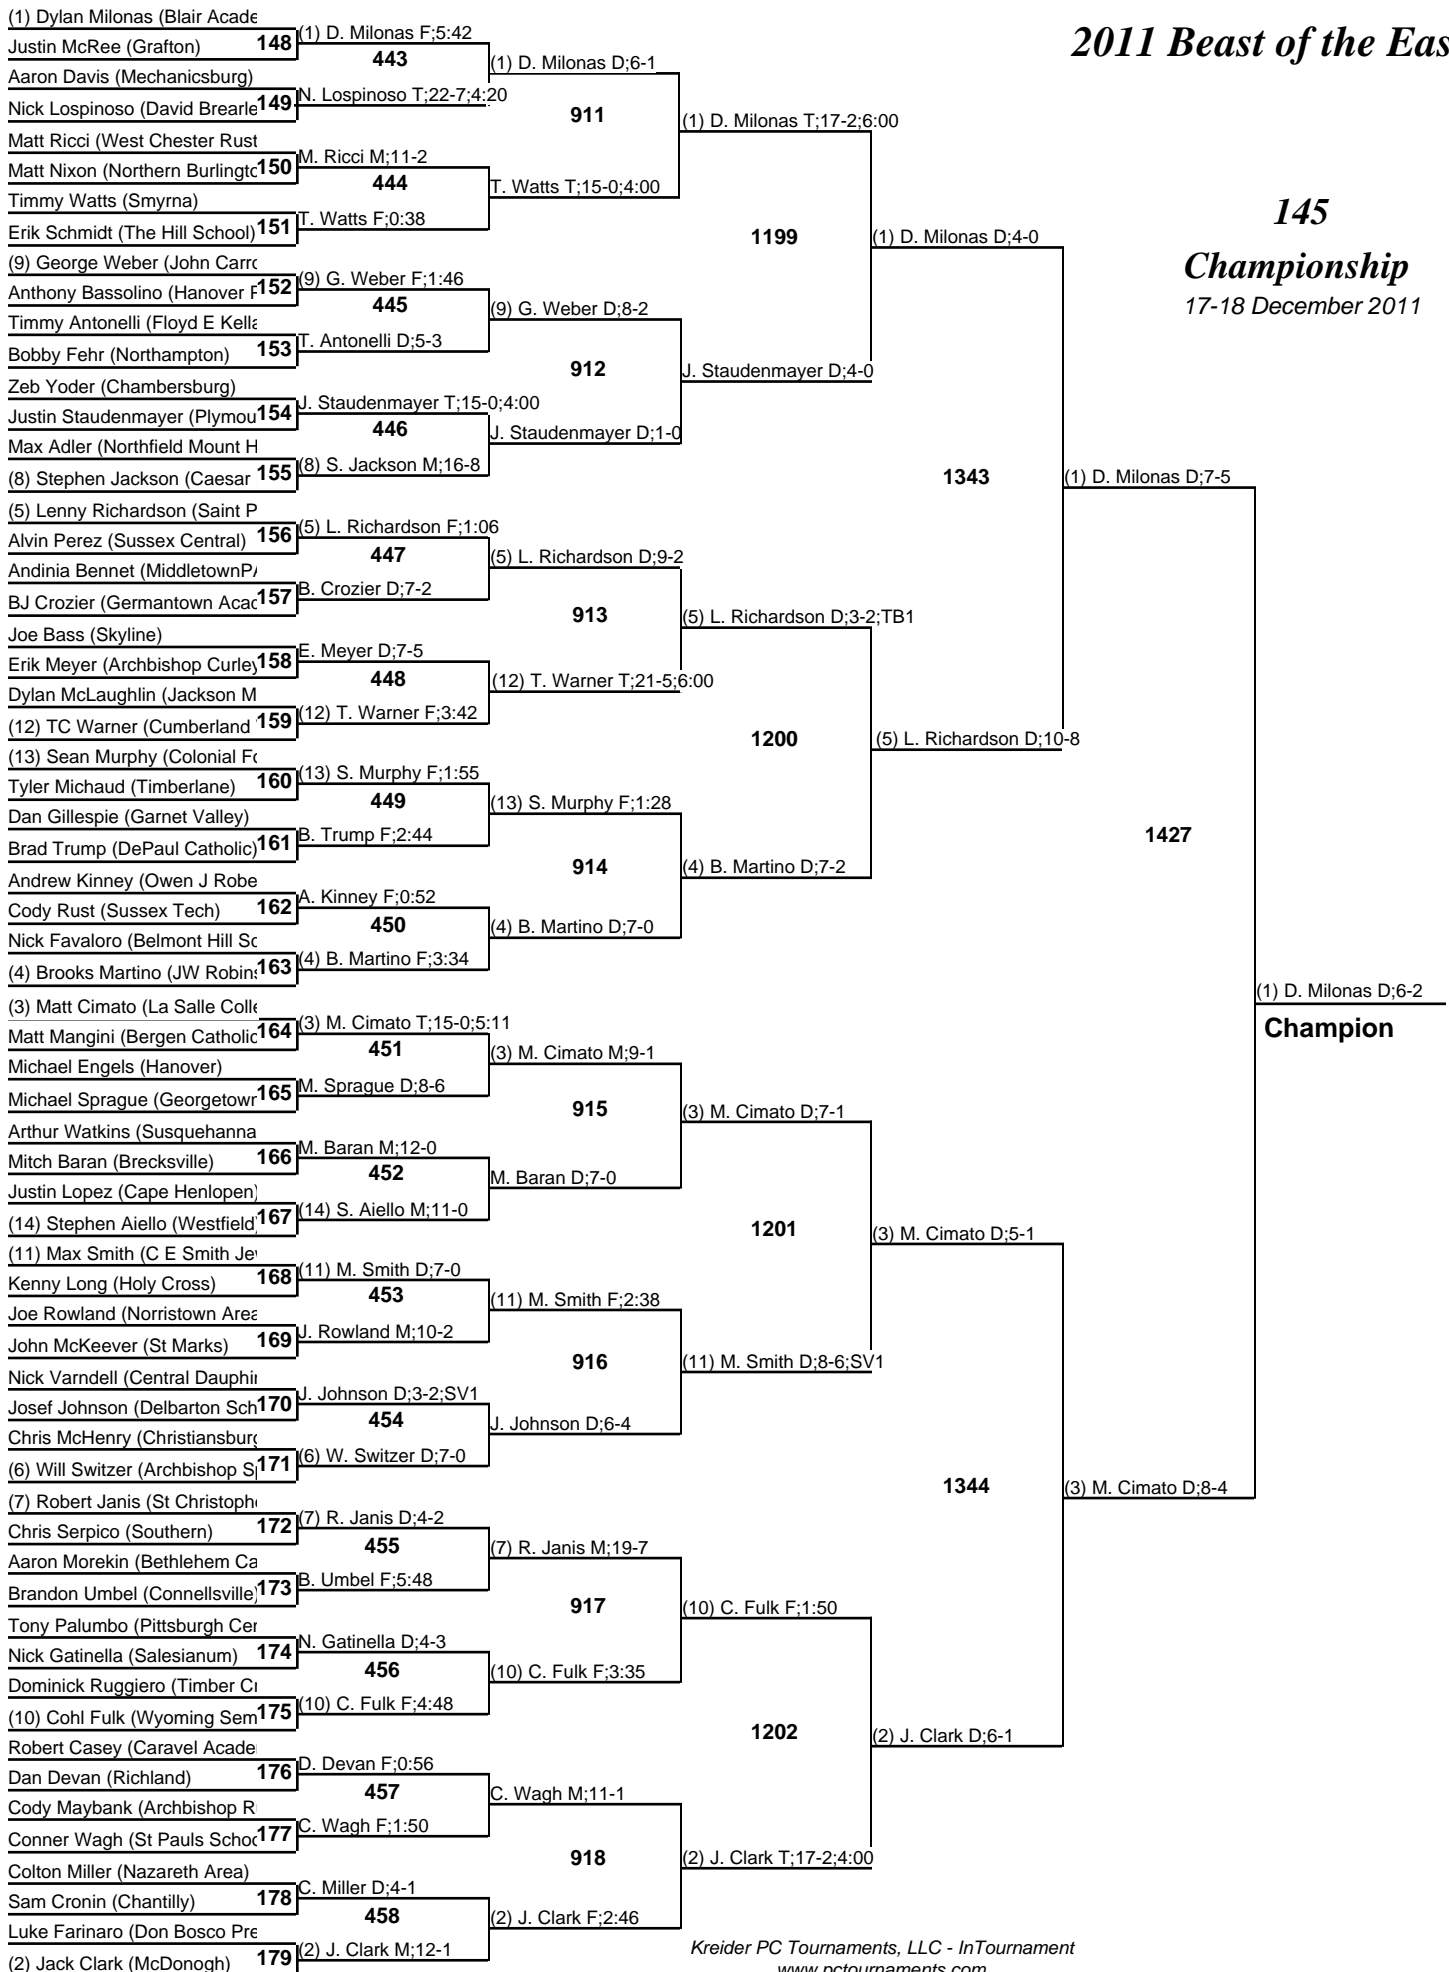 2011 Beast of the Eas
145
Championship
17-18 December 2011
(1) Dylan Milonas (Blair Acade
Justin McRee (Grafton)
148
Aaron Davis (Mechanicsburg)
Nick Lospinoso (David Brearle
149
Matt Ricci (West Chester Rust
Matt Nixon (Northern Burlingto
150
Timmy Watts (Smyrna)
Erik Schmidt (The Hill School)
151
(9) George Weber (John Carro
Anthony Bassolino (Hanover P
152
Timmy Antonelli (Floyd E Kella
Bobby Fehr (Northampton)
153
Zeb Yoder (Chambersburg)
Justin Staudenmayer (Plymou
154
Max Adler (Northfield Mount H
(8) Stephen Jackson (Caesar
155
(5) Lenny Richardson (Saint P
Alvin Perez (Sussex Central)
156
Andinia Bennet (MiddletownPA
BJ Crozier (Germantown Acac
157
Joe Bass (Skyline)
Erik Meyer (Archbishop Curley
158
Dylan McLaughlin (Jackson M
(12) TC Warner (Cumberland
159
(13) Sean Murphy (Colonial Fo
Tyler Michaud (Timberlane)
160
Dan Gillespie (Garnet Valley)
Brad Trump (DePaul Catholic)
161
Andrew Kinney (Owen J Robe
Cody Rust (Sussex Tech)
162
Nick Favaloro (Belmont Hill Sc
(4) Brooks Martino (JW Robins
163
(3) Matt Cimato (La Salle Colle
Matt Mangini (Bergen Catholic
164
Michael Engels (Hanover)
Michael Sprague (Georgetown
165
Arthur Watkins (Susquehanna
Mitch Baran (Brecksville)
166
Justin Lopez (Cape Henlopen)
(14) Stephen Aiello (Westfield)
167
(11) Max Smith (C E Smith Jew
Kenny Long (Holy Cross)
168
Joe Rowland (Norristown Area
John McKeever (St Marks)
169
Nick Varndell (Central Dauphin
Josef Johnson (Delbarton Sch
170
Chris McHenry (Christiansburg
(6) Will Switzer (Archbishop Sp
171
(7) Robert Janis (St Christophe
Chris Serpico (Southern)
172
Aaron Morekin (Bethlehem Ca
Brandon Umbel (Connellsville)
173
Tony Palumbo (Pittsburgh Cen
Nick Gatinella (Salesianum)
174
Dominick Ruggiero (Timber Cr
(10) Cohl Fulk (Wyoming Sem
175
Robert Casey (Caravel Acade
Dan Devan (Richland)
176
Cody Maybank (Archbishop R
Conner Wagh (St Pauls Schoo
177
Colton Miller (Nazareth Area)
Sam Cronin (Chantilly)
178
Luke Farinaro (Don Bosco Pre
(2) Jack Clark (McDonogh)
179
(1) D. Milonas F;5:42
443
N. Lospinoso T;22-7;4:20
M. Ricci M;11-2
444
T. Watts F;0:38
(9) G. Weber F;1:46
445
T. Antonelli D;5-3
J. Staudenmayer T;15-0;4:00
446
(8) S. Jackson M;16-8
(5) L. Richardson F;1:06
447
B. Crozier D;7-2
E. Meyer D;7-5
448
(12) T. Warner F;3:42
(13) S. Murphy F;1:55
449
B. Trump F;2:44
A. Kinney F;0:52
450
(4) B. Martino F;3:34
(3) M. Cimato T;15-0;5:11
451
M. Sprague D;8-6
M. Baran M;12-0
452
(14) S. Aiello M;11-0
(11) M. Smith D;7-0
453
J. Rowland M;10-2
J. Johnson D;3-2;SV1
454
(6) W. Switzer D;7-0
(7) R. Janis D;4-2
455
B. Umbel F;5:48
N. Gatinella D;4-3
456
(10) C. Fulk F;4:48
D. Devan F;0:56
457
C. Wagh F;1:50
C. Miller D;4-1
458
(2) J. Clark M;12-1
(1) D. Milonas D;6-1
911
T. Watts T;15-0;4:00
(9) G. Weber D;8-2
912
J. Staudenmayer D;1-0
(5) L. Richardson D;9-2
913
(12) T. Warner T;21-5;6:00
(13) S. Murphy F;1:28
914
(4) B. Martino D;7-0
(3) M. Cimato M;9-1
915
M. Baran D;7-0
(11) M. Smith F;2:38
916
J. Johnson D;6-4
(7) R. Janis M;19-7
917
(10) C. Fulk F;3:35
C. Wagh M;11-1
918
(2) J. Clark F;2:46
(1) D. Milonas T;17-2;6:00
1199
J. Staudenmayer D;4-0
(5) L. Richardson D;3-2;TB1
1200
(4) B. Martino D;7-2
(3) M. Cimato D;7-1
1201
(11) M. Smith D;8-6;SV1
(10) C. Fulk F;1:50
1202
(2) J. Clark T;17-2;4:00
(1) D. Milonas D;4-0
1343
(5) L. Richardson D;10-8
(3) M. Cimato D;5-1
1344
(2) J. Clark D;6-1
(1) D. Milonas D;7-5
1427
(3) M. Cimato D;8-4
(1) D. Milonas D;6-2
Champion
Kreider PC Tournaments, LLC - InTournament
www.pctournaments.com